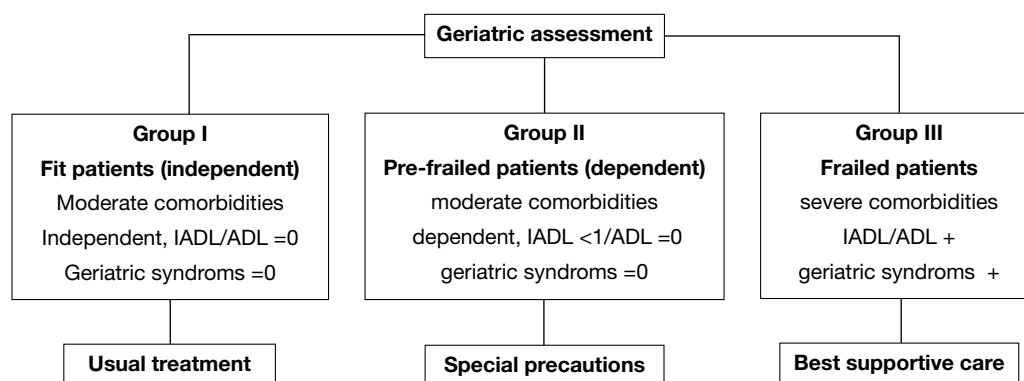 Geriatric assessment
Group I
Fit patients (independent)
Moderate comorbidities
Independent, IADL/ADL =0
Geriatric syndroms =0
Group II
Pre-frailed patients (dependent)
moderate comorbidities
dependent, IADL <1/ADL =0
geriatric syndroms =0
Group III
Frailed patients
severe comorbidities
IADL/ADL +
geriatric syndroms +
Usual treatment
Special precautions
Best supportive care